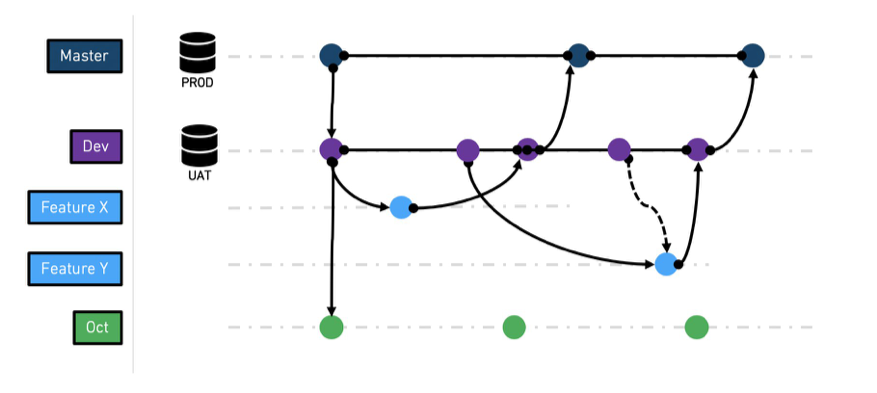 Master
PROD
Dev
UAT
Feature X
Feature Y
Oct